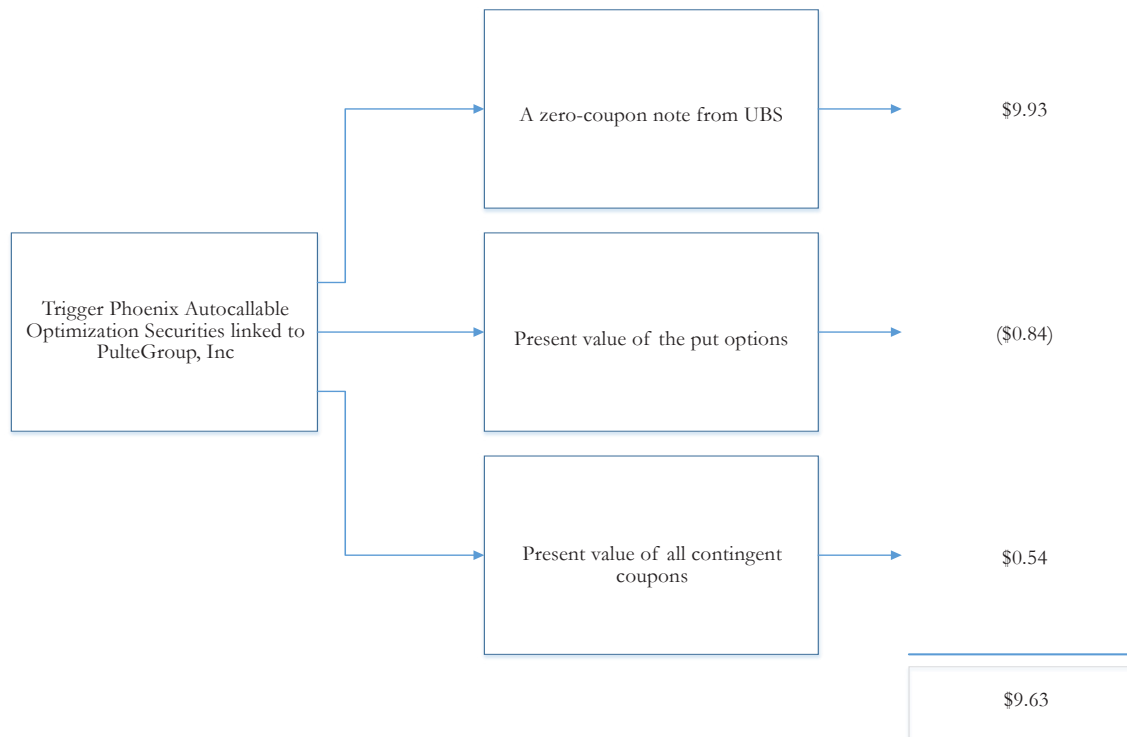 A zero-coupon note from UBS
$9.93
Trigger Phoenix Autocallable
Optimization Securities linked to
PulteGroup, Inc
Present value of the put options
($0.84)
Present value of all contingent
coupons
$0.54
$9.63